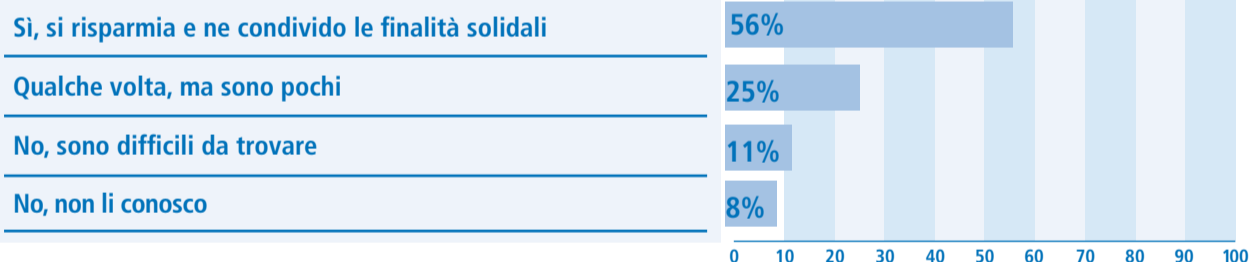 Sì, si risparmia e ne condivido le finalità solidali 56%
Qualche volta, ma sono pochi 25%
No, sono difficili da trovare 11%
No, non li conosco 8%
0 10 20 30 40 50 60 70 80 90 100